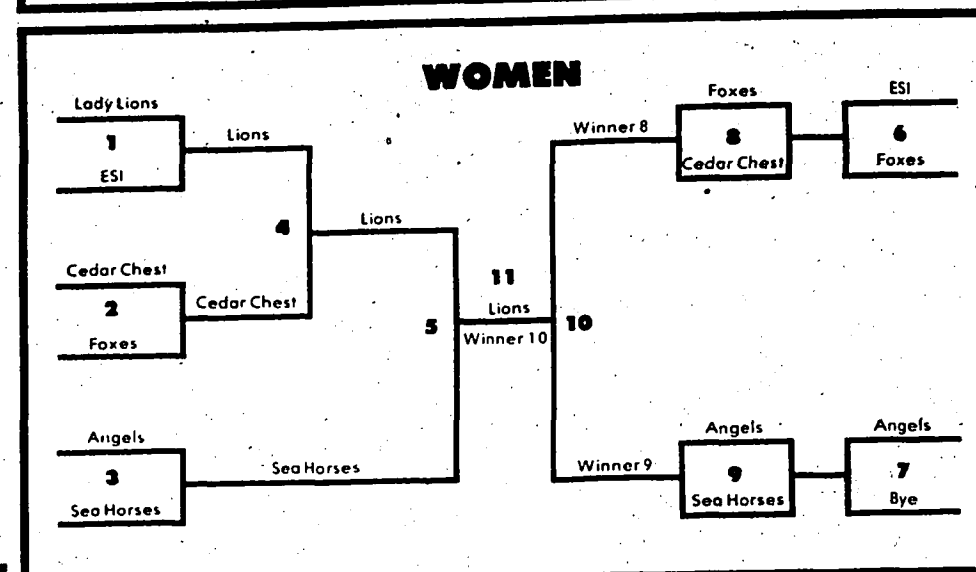 WOMEN
Lady Lions
1
ESI
Lions
4
Cedar Chest
2
Foxes
Cedar Chest
Lions
5
Angels
3
Sea Horses
Sea Horses
11
Lions
Winner 10
10
Winner 8
Foxes
8
Cedar Chest
ESI
6
Foxes
Winner 9
Angels
9
Sea Horses
Angels
7
Bye